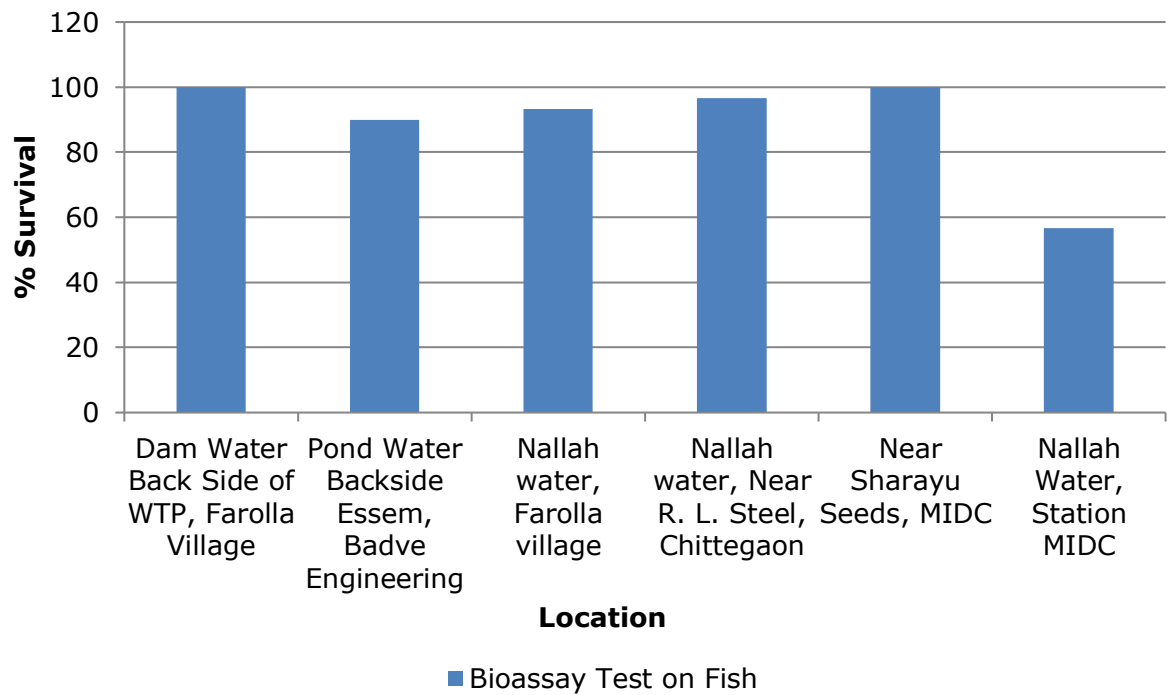 120
100
80
60
40
20
0
% Survival
Dam Water
Back Side of
WTP, Farolla
Village
Pond Water
Backside
Essem,
Badve
Engineering
Nallah
water,
Farolla
village
Nallah
water, Near
R. L. Steel,
Chittegaon
Near
Sharayu
Seeds, MIDC
Nallah
Water,
Station
MIDC
Location
Bioassay Test on Fish